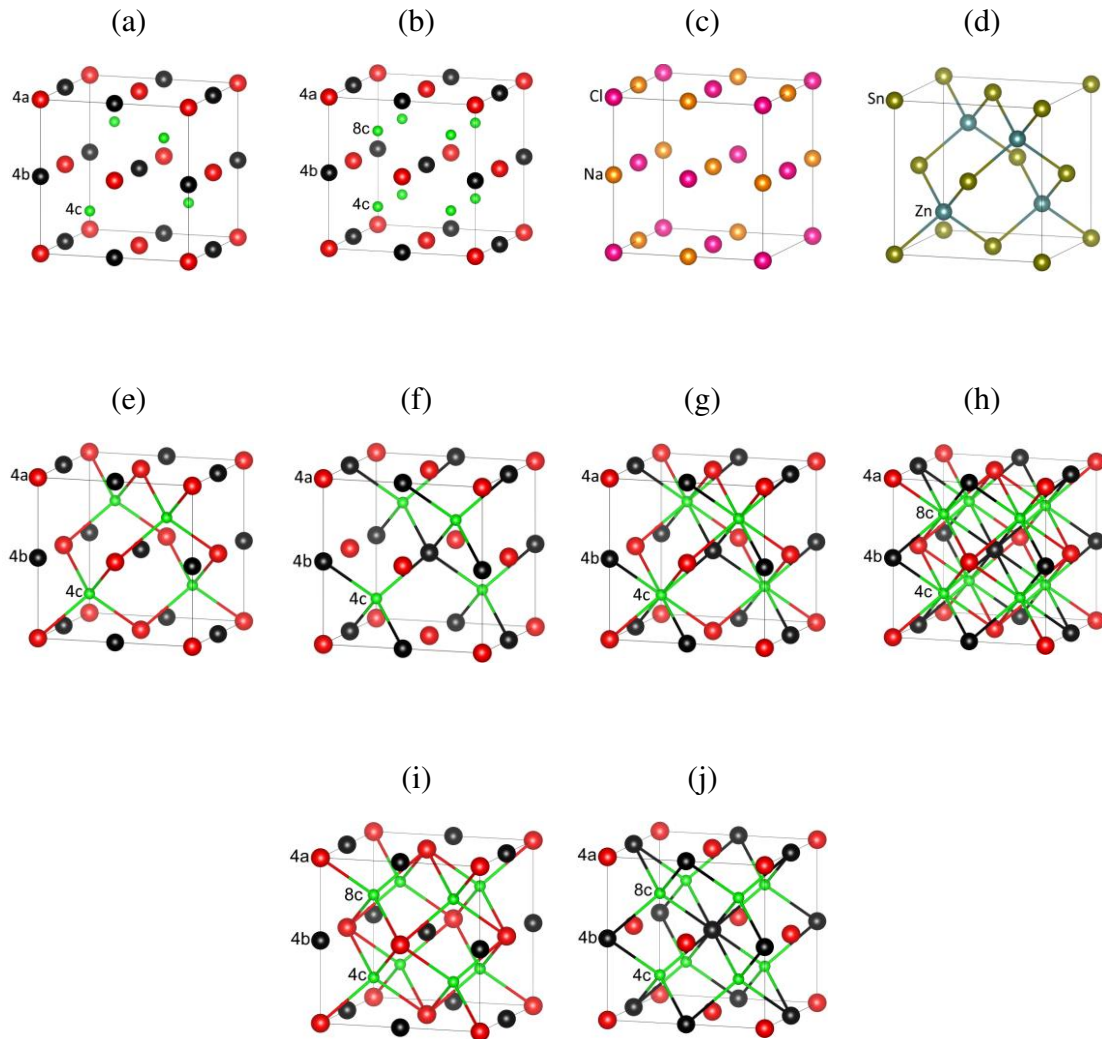 (a) (b) (c) (d)
4a 4a Cl Sn
8c
4b 4b Na
4c 4c Zn
(e) (f) (g) (h)
4a 4a 4a 4a
8c
4b 4b 4b 4b
4c 4c 4c 4c
(i) (j)
4a 4a
8c 8c
4b 4b
4c 4c